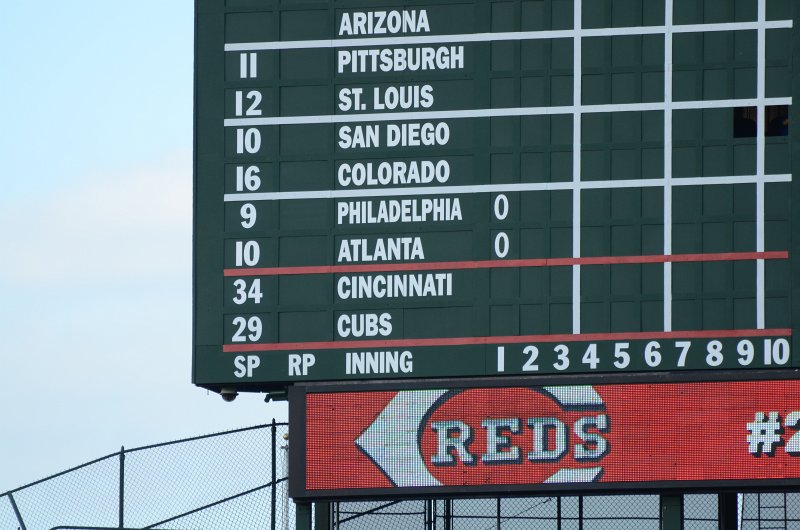 ARIZONA
11 PITTSBURGH
12 ST. LOUIS
10 SAN DIEGO
16 COLORADO
9 PHILADELPHIA 0
10 ATLANTA 0
34 CINCINNATI
29 CUBS
SP RP INNING 1 2 3 4 5 6 7 8 9 10
REDS #2